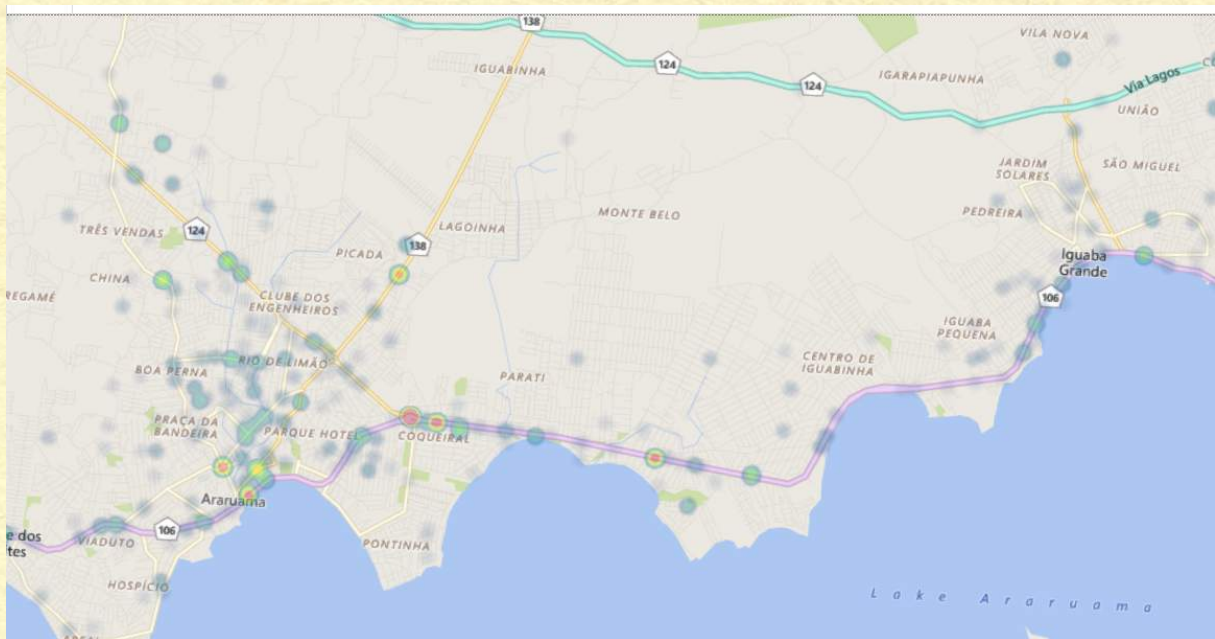 138
VILA NOVA
124
IGUABINHA
IGARAPIAPUNHA
124
Via Lagos
UNIÃO
JARDIM
SOLARES
SÃO MIGUEL
PEDREIRA
MONTE BELO
LAGOINHA
TRÊS VENDAS
124
138
PICADA
Iguaba
Grande
CHINA
REGAMÉ
CLUBE DOS
ENGENHEIROS
106
IGUABA
PEQUENA
RIO DE LIMÃO
BOA PERNA
CENTRO DE
IGUABINHA
PARATI
PRAÇA DA
BANDEIRA
PARQUE HOTEL
COQUEIRAL
Araruama
106
e dos
tes
VIADUTO
PONTINHA
HOSPÍCIO
Lake Araruama